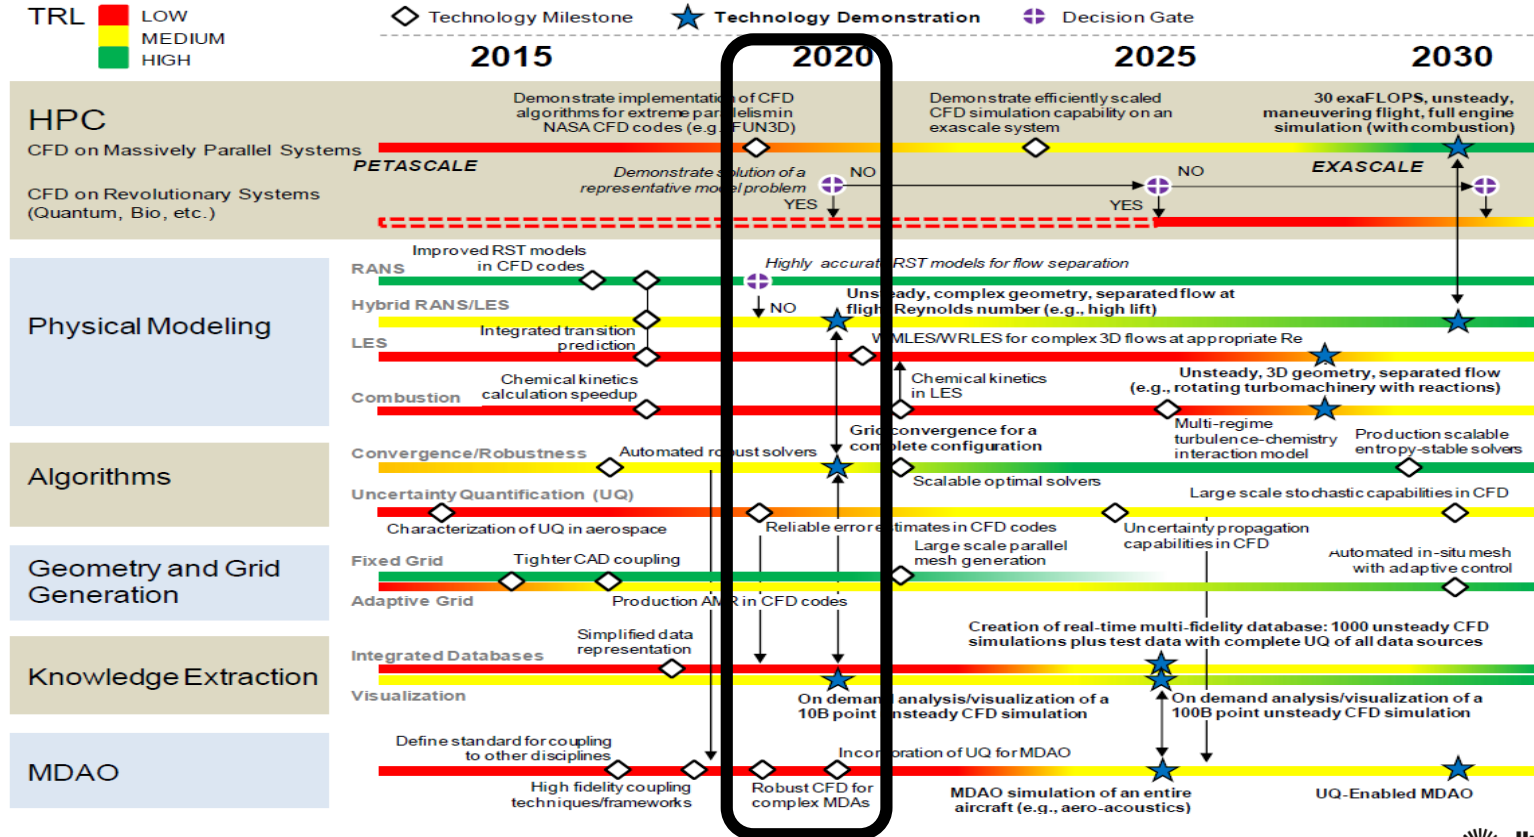 TRL
LOW
MEDIUM
HIGH
Technology Milestone
Technology Demonstration
Decision Gate
2015
2020
2025
2030
HPC
CFD on Massively Parallel Systems
CFD on Revolutionary Systems
(Quantum, Bio, etc.)
Demonstrate implementation of CFD
algorithms for extreme parallelism in
NASA CFD codes (e.g., FUN3D)
Demonstrate efficiently scaled
CFD simulation capability on an
exascale system
30 exaFLOPS, unsteady,
maneuvering flight, full engine
simulation (with combustion)
PETASCALE
EXASCALE
Demonstrate solution of a
representative model problem
NO
NO
YES
YES
Physical Modeling
RANS
Improved RST models
in CFD codes
Highly accurate RST models for flow separation
Hybrid RANS/LES
NO
Unsteady, complex geometry, separated flow at
flight Reynolds number (e.g., high lift)
LES
Integrated transition
prediction
WMLES/WRLES for complex 3D flows at appropriate Re
Combustion
Chemical kinetics
calculation speedup
Chemical kinetics
in LES
Unsteady, 3D geometry, separated flow
(e.g., rotating turbomachinery with reactions)
Algorithms
Convergence/Robustness
Automated robust solvers
Grid convergence for a
complete configuration
Scalable optimal solvers
Multi-regime
turbulence-chemistry
interaction model
Production scalable
entropy-stable solvers
Uncertainty Quantification (UQ)
Characterization of UQ in aerospace
Reliable error estimates in CFD codes
Uncertainty propagation
capabilities in CFD
Large scale stochastic capabilities in CFD
Geometry and Grid
Generation
Fixed Grid
Tighter CAD coupling
Large scale parallel
mesh generation
Automated in-situ mesh
with adaptive control
Adaptive Grid
Production AMR in CFD codes
Knowledge Extraction
Integrated Databases
Simplified data
representation
Creation of real-time multi-fidelity database: 1000 unsteady CFD
simulations plus test data with complete UQ of all data sources
Visualization
On demand analysis/visualization of a
10B point unsteady CFD simulation
On demand analysis/visualization of a
100B point unsteady CFD simulation
MDAO
Define standard for coupling
to other disciplines
High fidelity coupling
techniques/frameworks
Incorporation of UQ for MDAO
Robust CFD for
complex MDAs
MDAO simulation of an entire
aircraft (e.g., aero-acoustics)
UQ-Enabled MDAO